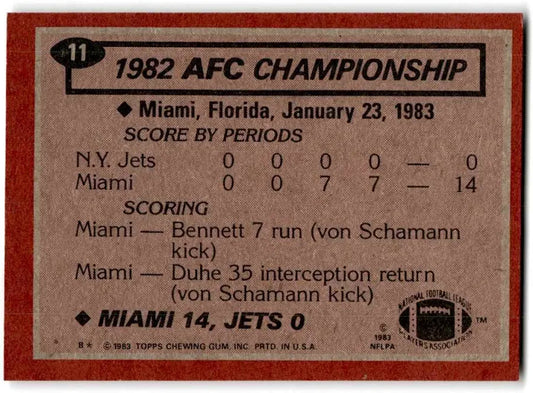 11
1982 AFC CHAMPIONSHIP
◆ Miami, Florida, January 23, 1983
SCORE BY PERIODS
N.Y. Jets 0 0 0 0 — 0
Miami 0 0 7 7 — 14
SCORING
Miami — Bennett 7 run (von Schamann
kick)
Miami — Duhe 35 interception return
(von Schamann kick)
◆ MIAMI 14, JETS 0
B* © 1983 TOPPS CHEWING GUM, INC. PRTD. IN U.S.A.
© 1983 NFLPA
NATIONAL FOOTBALL LEAGUE
PLAYERS ASSOCIATION
™